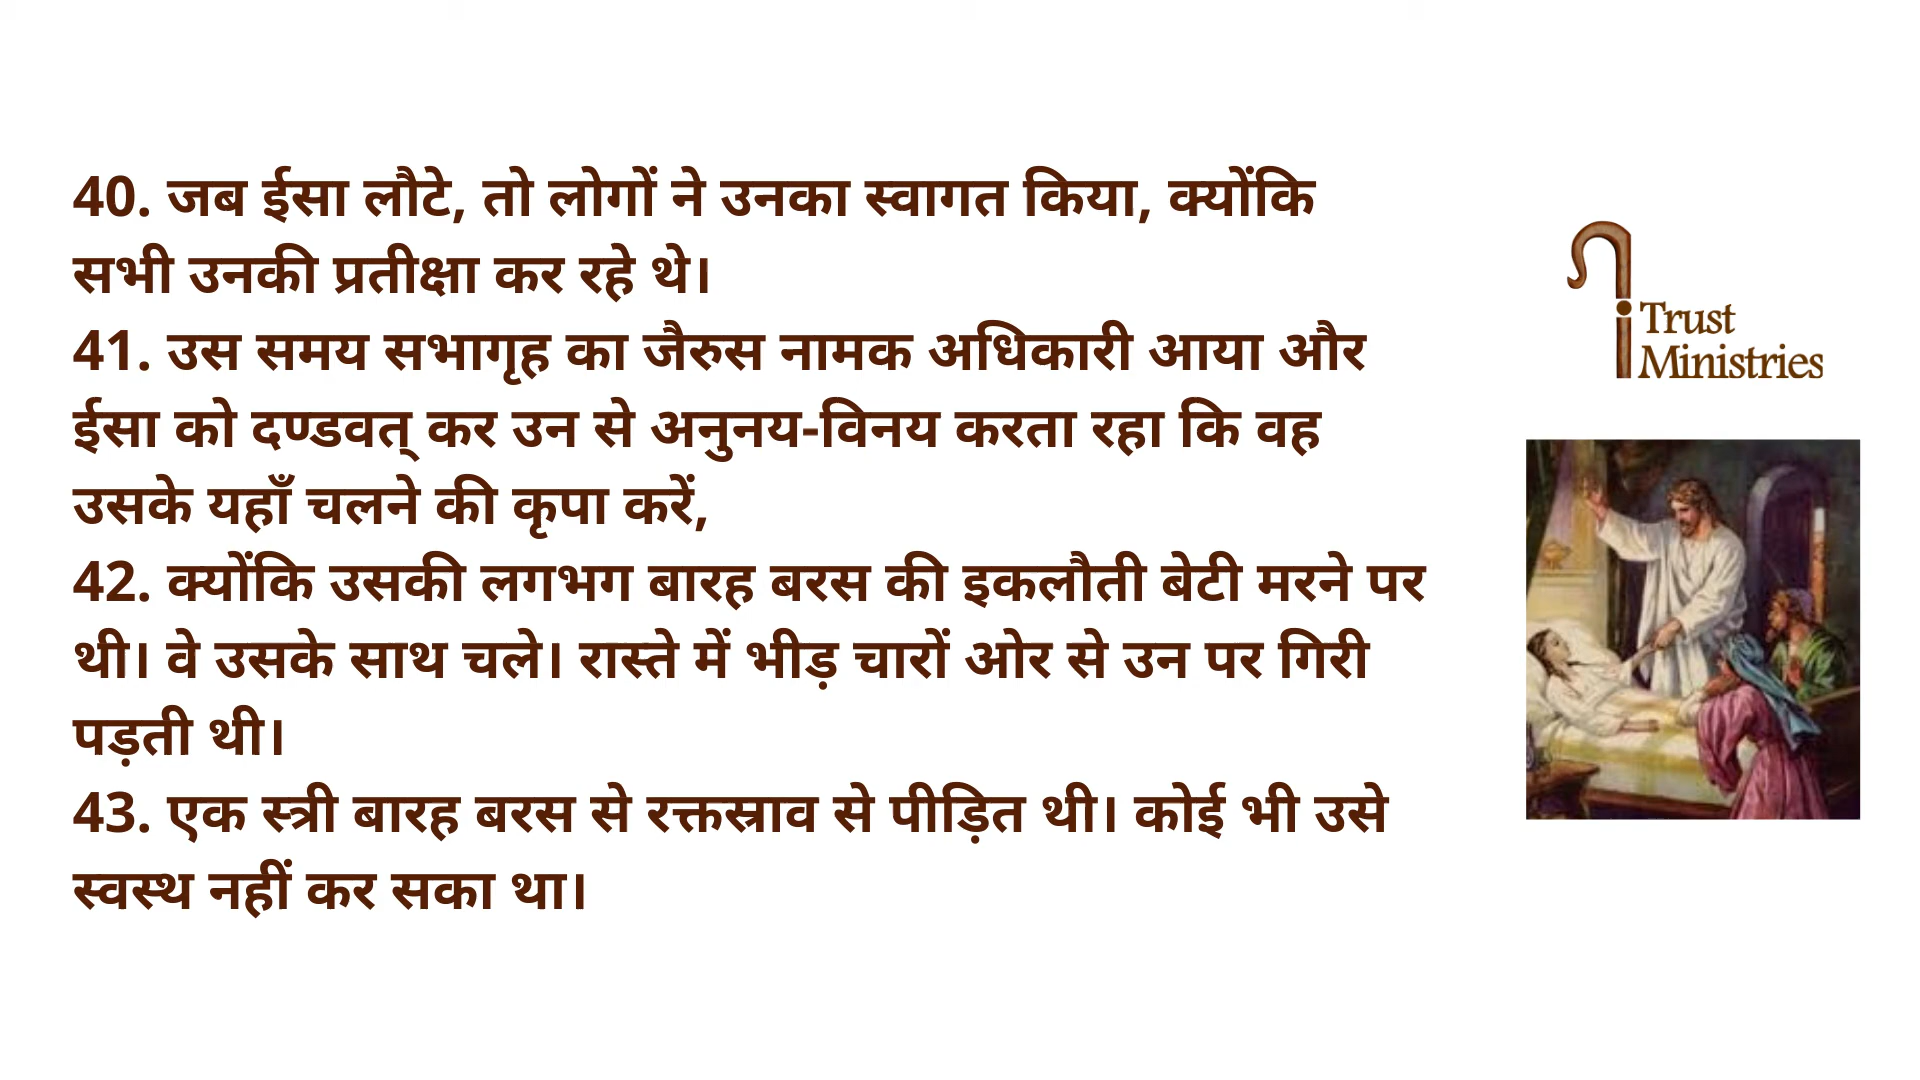 40. जब ईसा लौटे, तो लोगों ने उनका स्वागत किया, क्योंकि
सभी उनकी प्रतीक्षा कर रहे थे।
41. उस समय सभागृह का जैरुस नामक अधिकारी आया और
ईसा को दण्डवत् कर उन से अनुनय-विनय करता रहा कि वह
उसके यहाँ चलने की कृपा करें,
42. क्योंकि उसकी लगभग बारह बरस की इकलौती बेटी मरने पर
थी। वे उसके साथ चले। रास्ते में भीड़ चारों ओर से उन पर गिरी
पड़ती थी।
43. एक स्त्री बारह बरस से रक्तस्राव से पीड़ित थी। कोई भी उसे
स्वस्थ नहीं कर सका था।
i Trust
Ministries